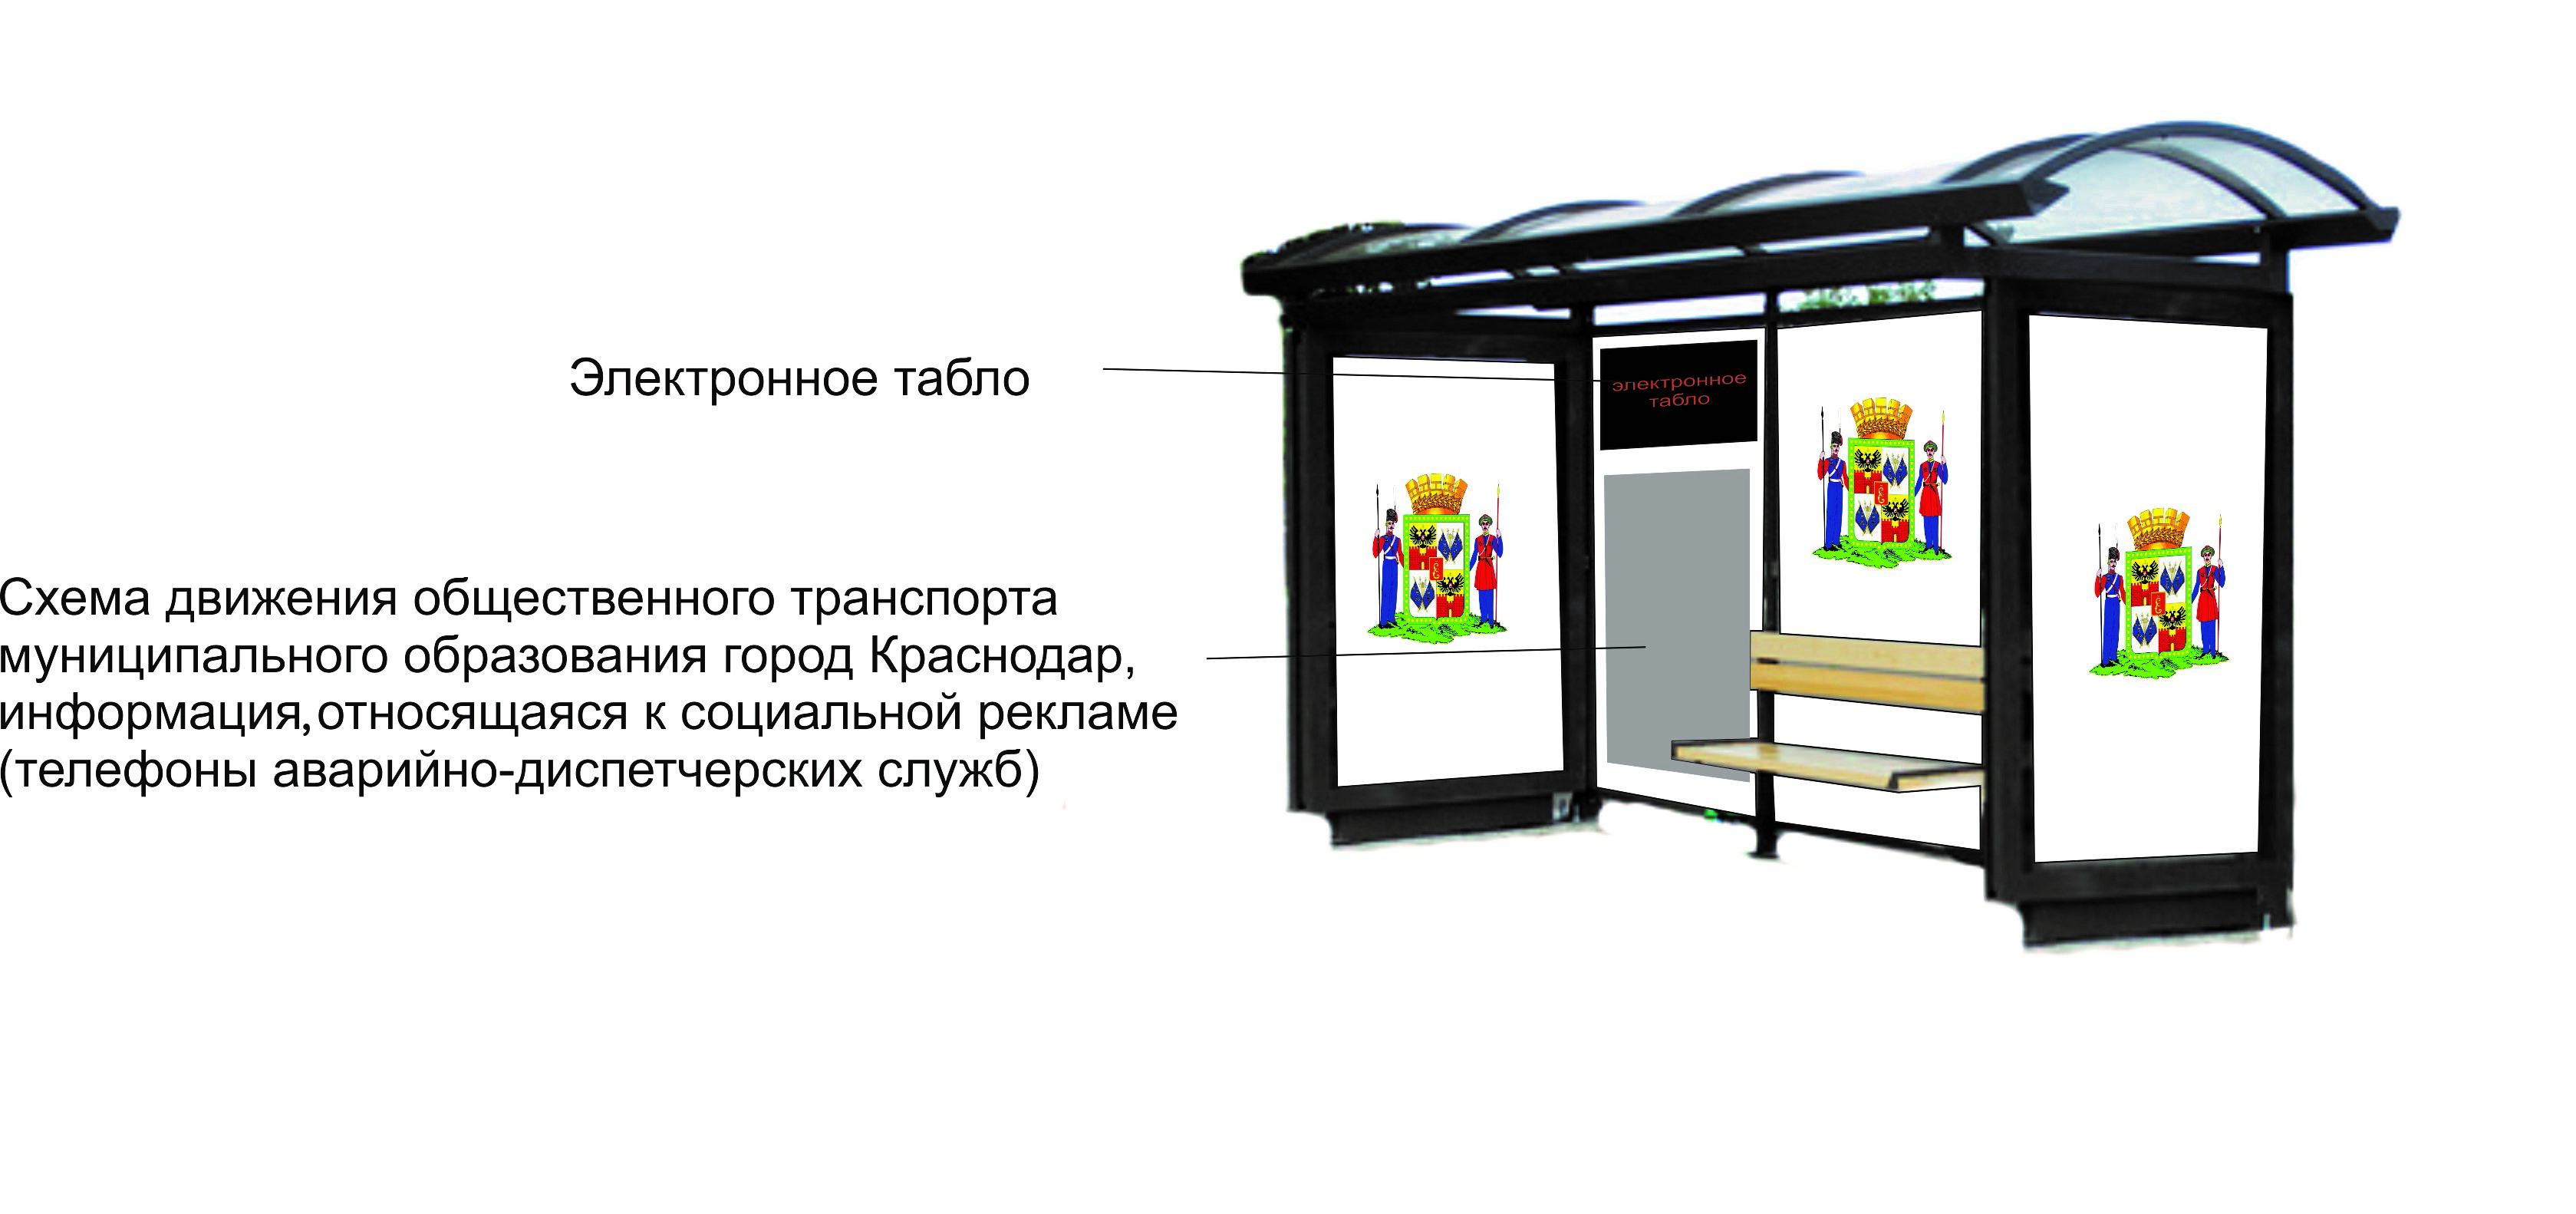 Электронное табло
электронное
табло
Схема движения общественного транспорта
муниципального образования город Краснодар,
информация,относящаяся к социальной рекламе
(телефоны аварийно-диспетчерских служб)